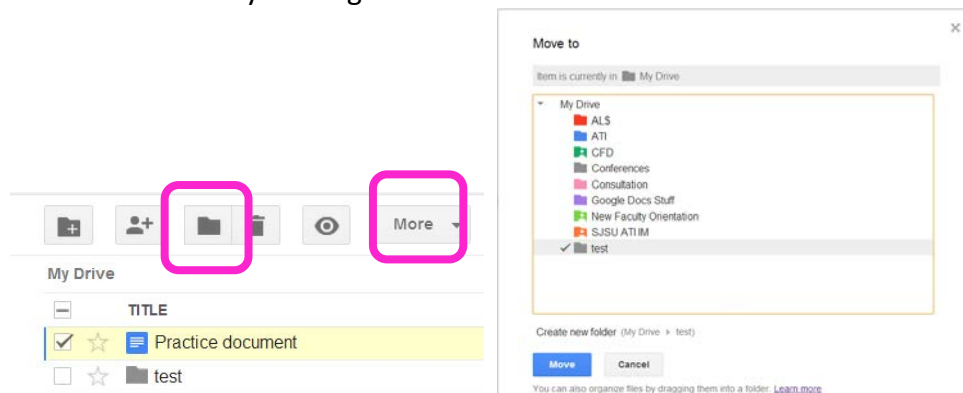 More
My Drive
TITLE
Practice document
test
Move to
Item is currently in My Drive
My Drive
AL$
ATI
CFD
Conferences
Consultation
Google Docs Stuff
New Faculty Orientation
SJSU ATI IM
test
Create new folder (My Drive › test)
Move Cancel
You can also organize files by dragging them into a folder. Learn more